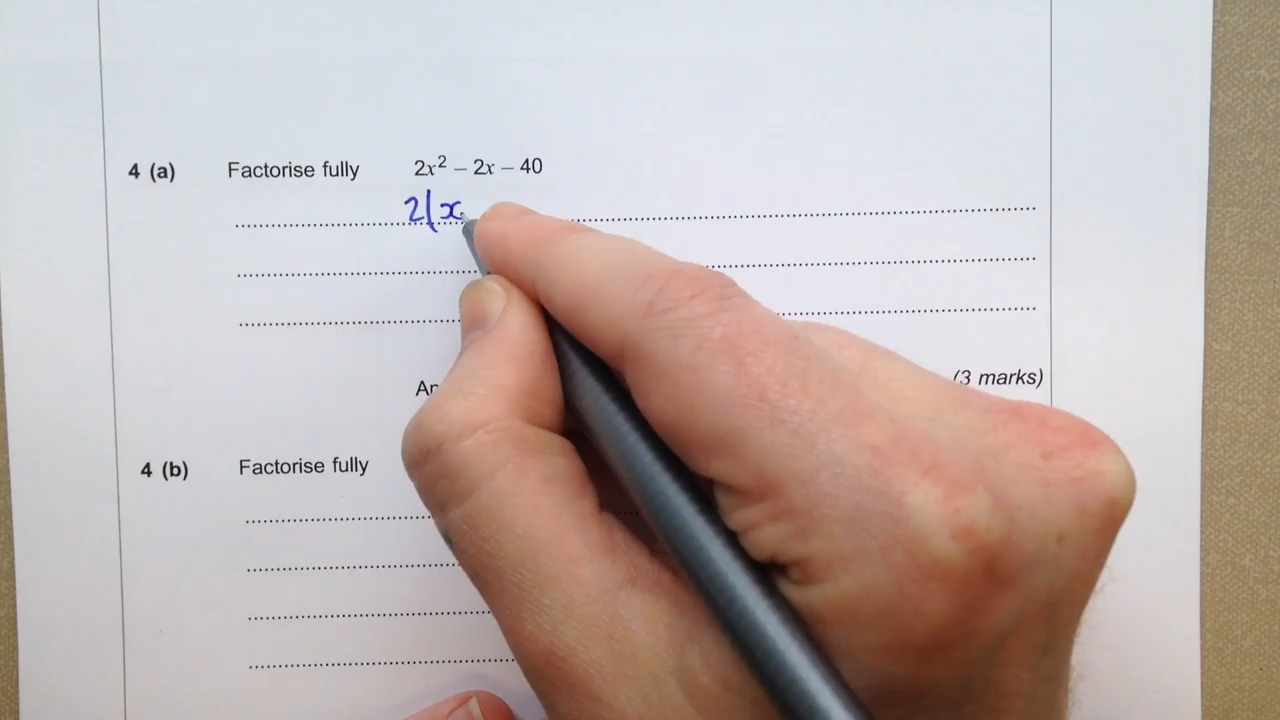 4 (a) Factorise fully 2x² – 2x – 40
2(x
(3 marks)
4 (b) Factorise fully